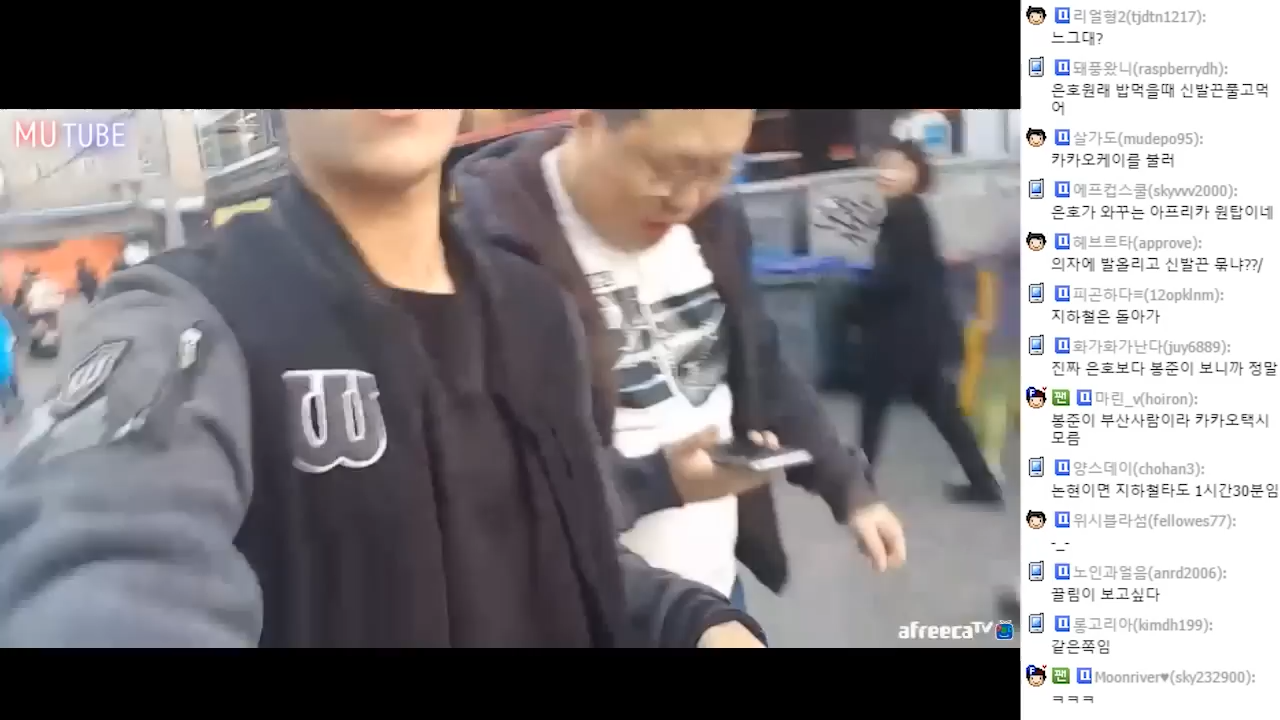 MU TUBE
afreecaTV
리얼형2(tjdtn1217):
느그대?
돼풍왔니(raspberrydh):
은호원래 밥먹을때 신발끈풀고먹
어
살가도(mudepo95):
카카오케이를 불러
에프컵스쿨(skyvvv2000):
은호가 와꾸는 아프리카 원탑이네
헤브르타(approve):
의자에 발올리고 신발끈 묶냐??/
피곤하다≡(12opklnm):
지하철은 돌아가
화가화가난다(juy6889):
진짜 은호보다 봉준이 보니까 정말
팬 마린_v(hoiron):
봉준이 부산사람이라 카카오택시
모름
양스데이(chohan3):
논현이면 지하철타도 1시간30분임
위시블라섬(fellowes77):
-_-
노인과얼음(anrd2006):
끌림이 보고싶다
롱고리아(kimdh199):
같은쪽임
팬 Moonriver♥(sky232900):
ㅋㅋㅋ